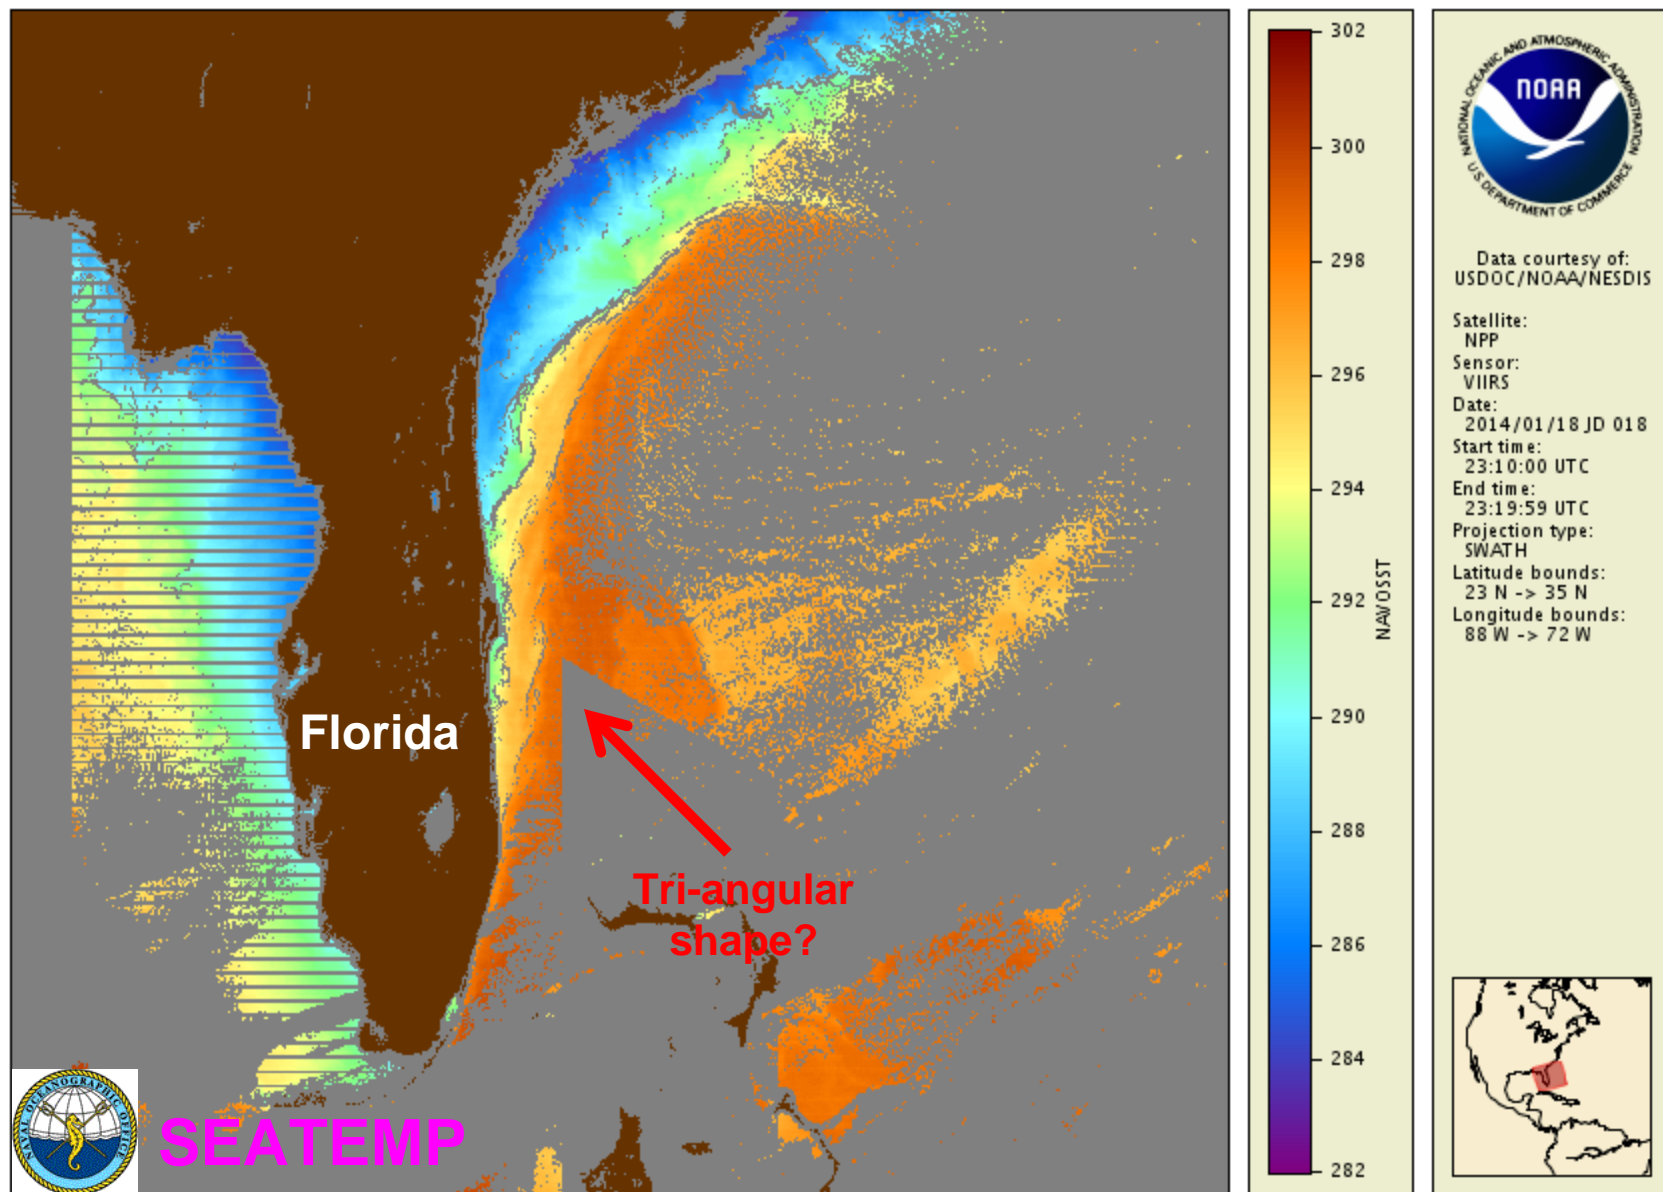 Florida
Tri-angular
shape?
SEATEMP
NAVAL OCEANOGRAPHIC OFFICE
302
300
298
296
294
292
290
288
286
284
282
NAVOSST
NATIONAL OCEANIC AND ATMOSPHERIC ADMINISTRATION
NOAA
U.S. DEPARTMENT OF COMMERCE
Data courtesy of:
USDOC/NOAA/NESDIS
Satellite:
NPP
Sensor:
VIIRS
Date:
2014/01/18 JD 018
Start time:
23:10:00 UTC
End time:
23:19:59 UTC
Projection type:
SWATH
Latitude bounds:
23 N -> 35 N
Longitude bounds:
88 W -> 72 W